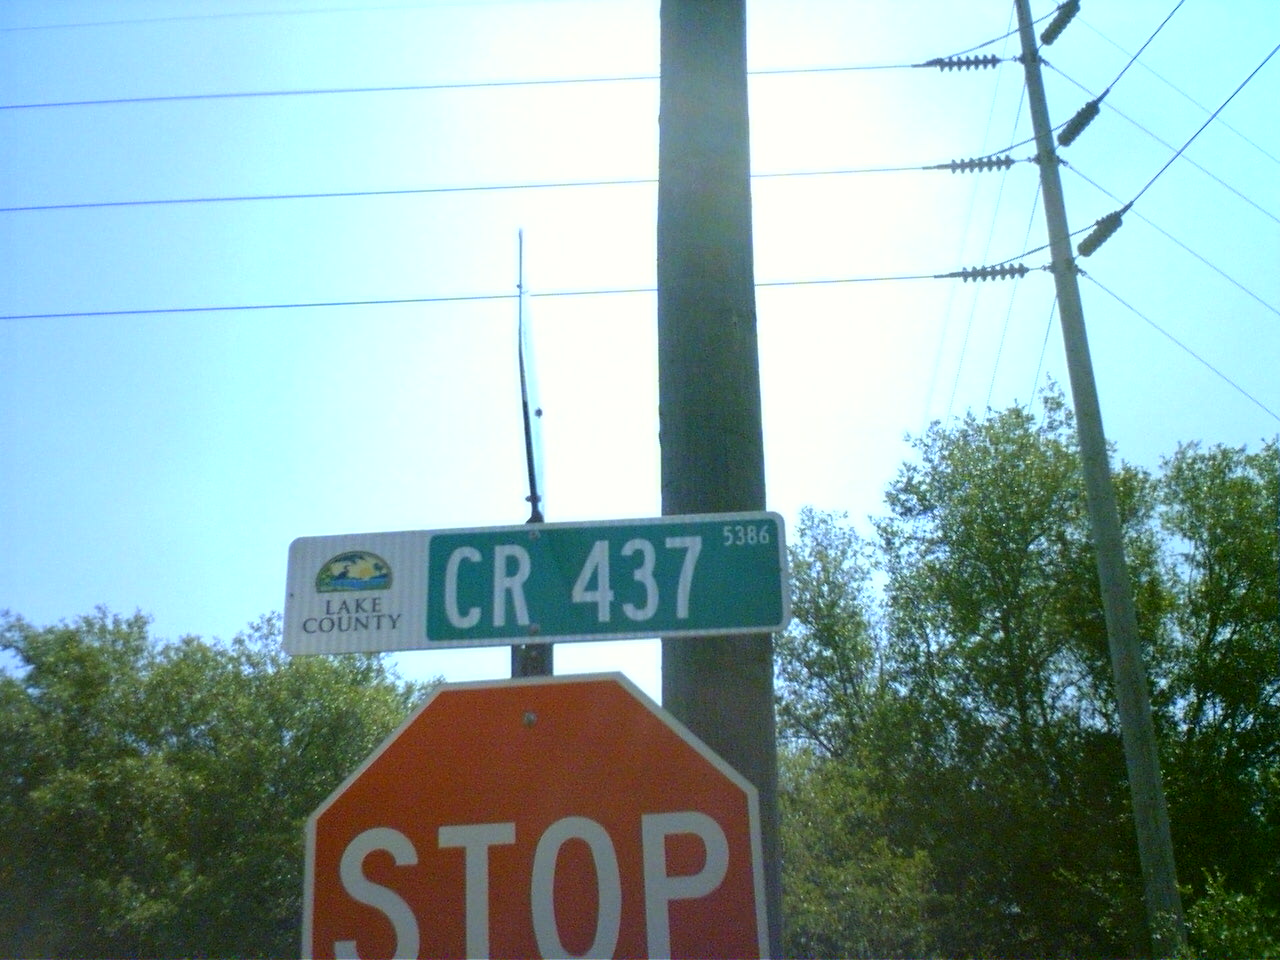 LAKE
COUNTY
CR 437 5386
STOP